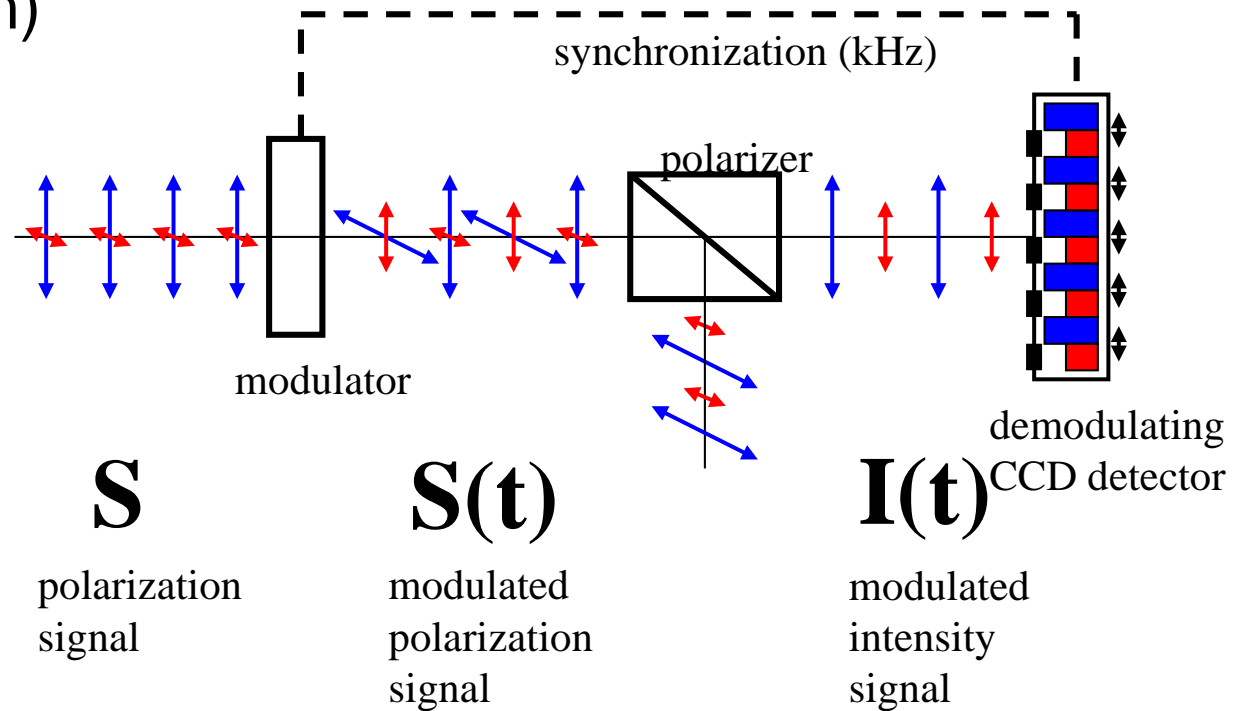 n)
synchronization (kHz)
polarizer
modulator
demodulating
CCD detector
S
S(t)
I(t)
polarization
signal
modulated
polarization
signal
modulated
intensity
signal